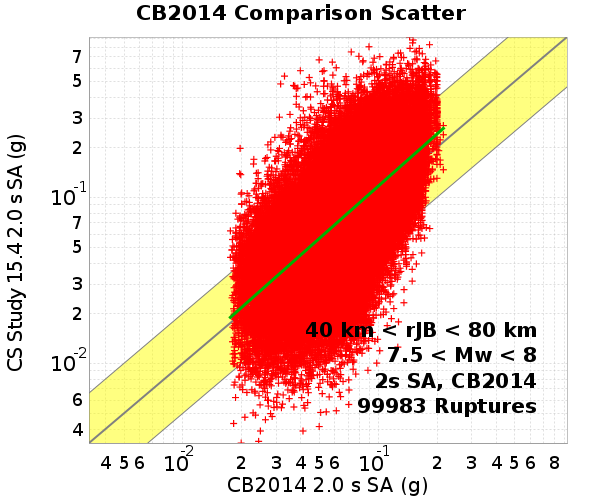 CB2014 Comparison Scatter
CS Study 15.4 2.0 s SA (g)
7
5
3
2
10-1
7
5
3
2
10-2
6
4
40 km < rJB < 80 km
7.5 < Mw < 8
2s SA, CB2014
99983 Ruptures
4 5 6 10-2 2 3 4 5 6 10-1 2 3 4 5 6 8
CB2014 2.0 s SA (g)